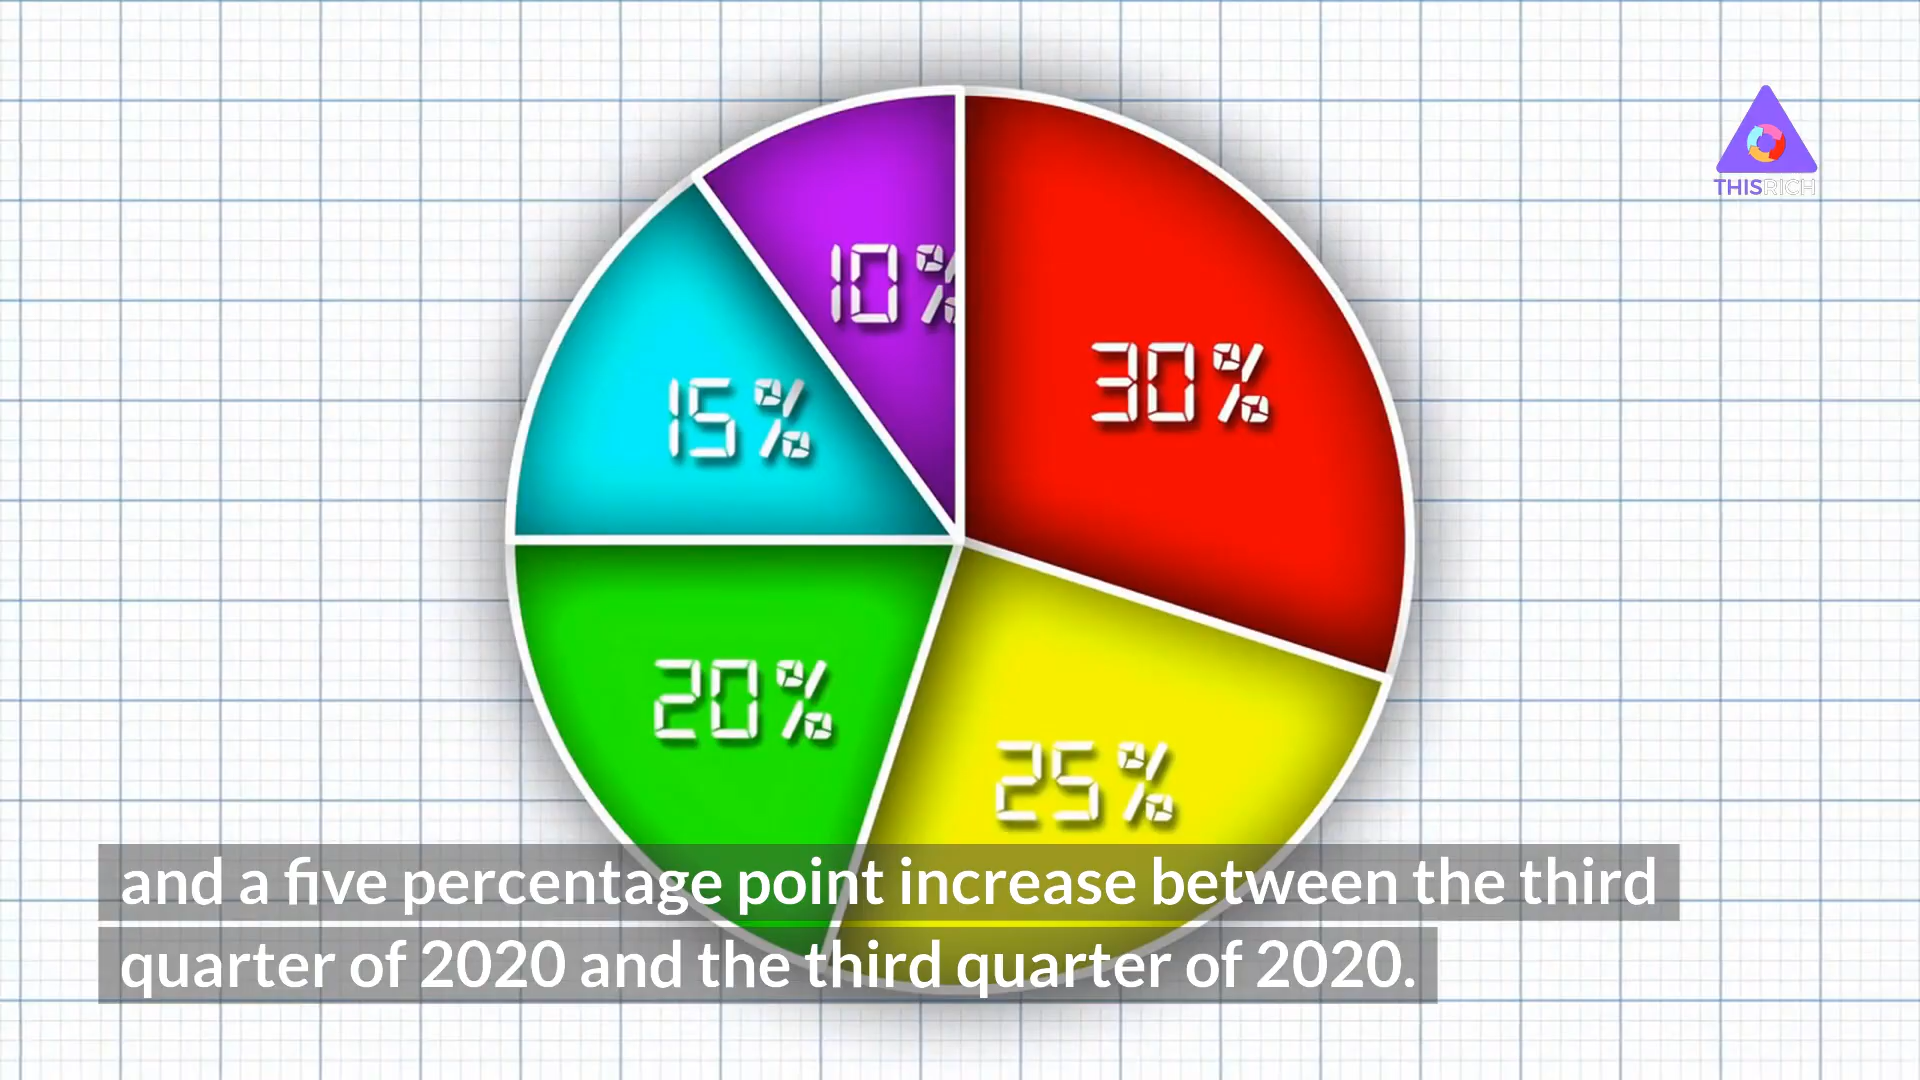 10%
30%
15%
20%
25%
THISRICH
and a five percentage point increase between the third
quarter of 2020 and the third quarter of 2020.